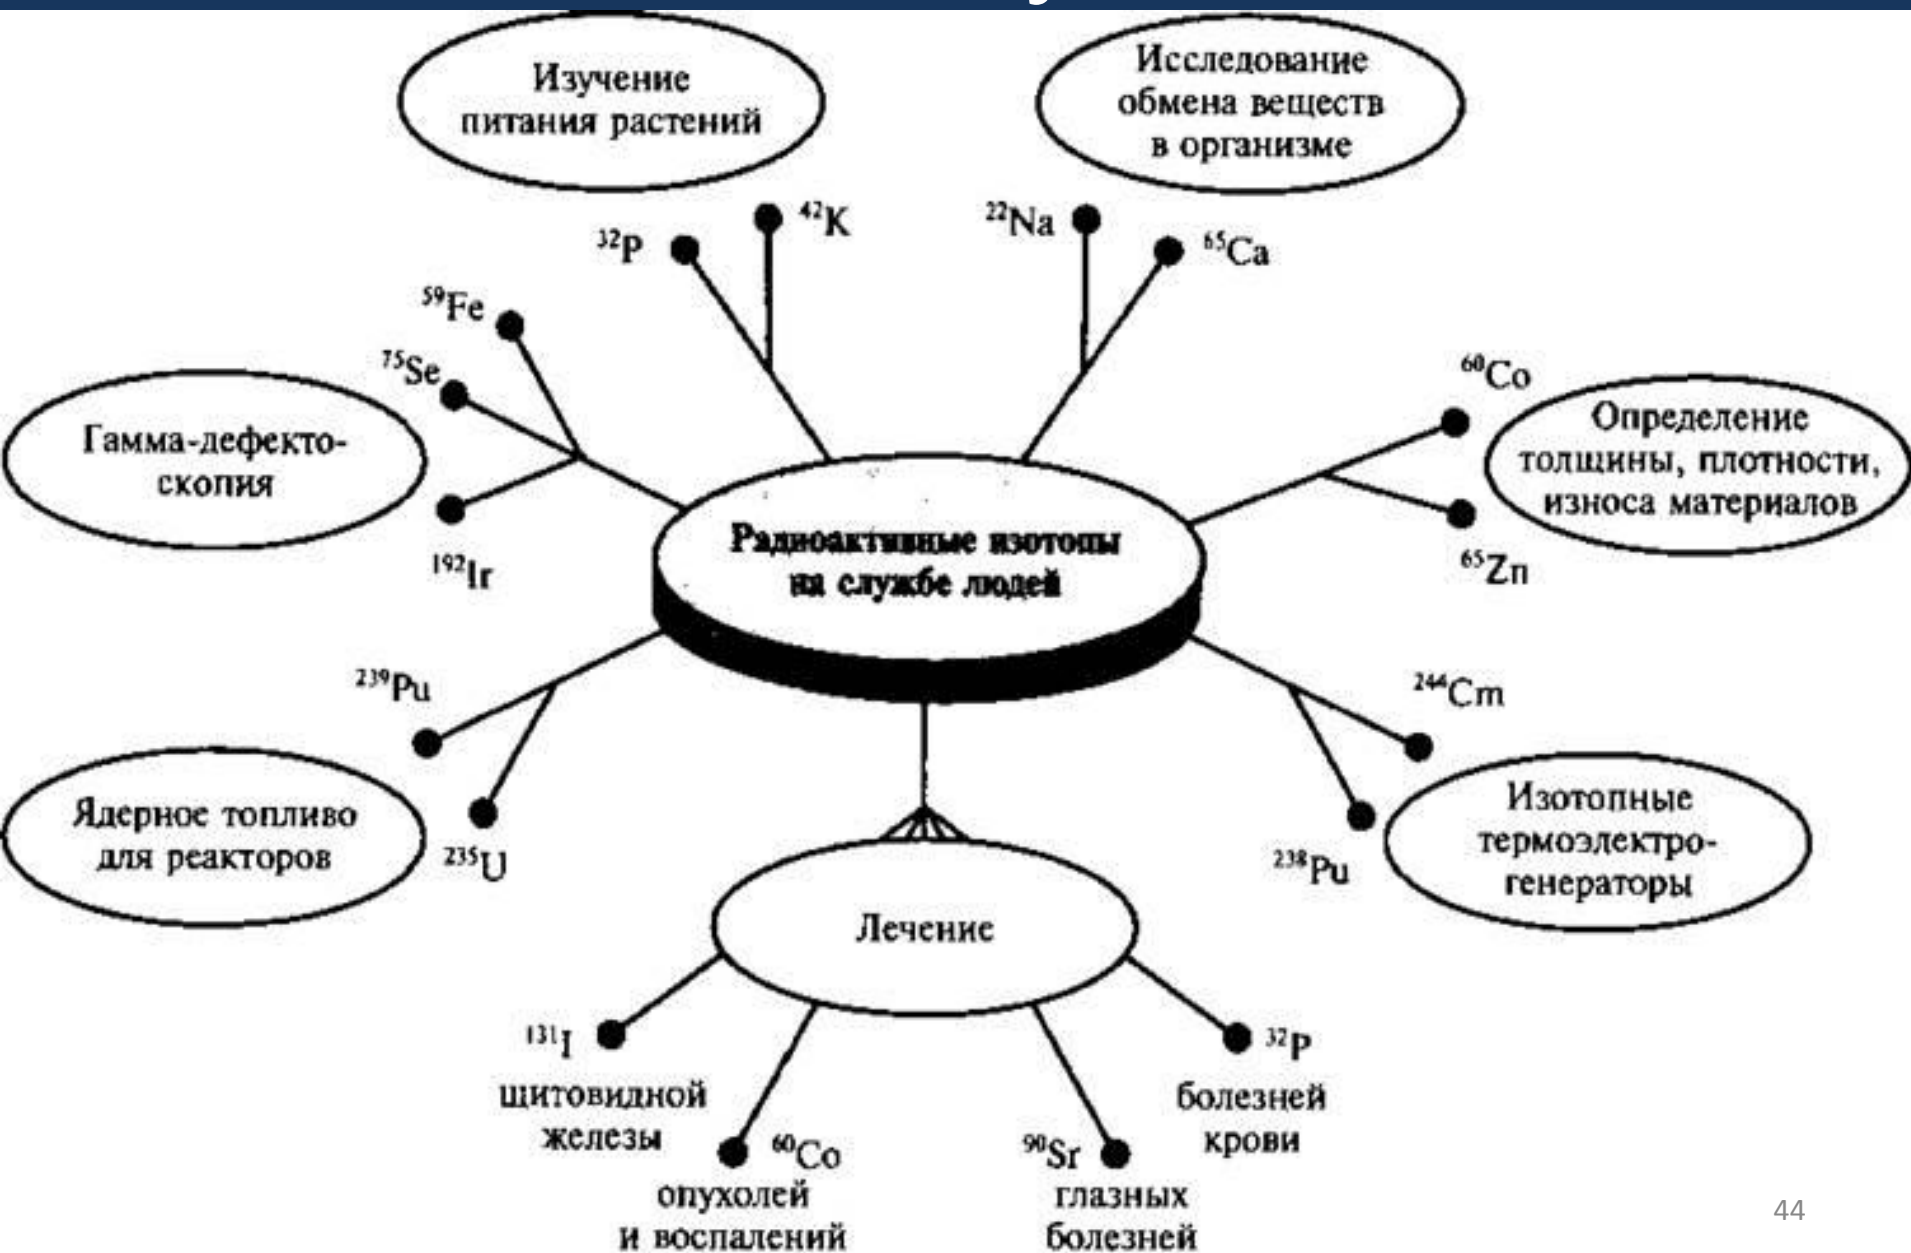 Изучение
питания растений
Исследование
обмена веществ
в организме
³²P
⁴²K
²²Na
⁶⁵Ca
⁵⁹Fe
⁷⁵Se
¹⁹²Ir
Гамма-дефекто-
скопия
⁶⁰Co
⁶⁵Zn
Определение
толщины, плотности,
износа материалов
Радиоактивные изотопы
на службе людей
²³⁹Pu
²³⁵U
Ядерное топливо
для реакторов
²⁴⁴Cm
²³⁸Pu
Изотопные
термоэлектро-
генераторы
Лечение
¹³¹I
щитовидной
железы
⁶⁰Co
опухолей
и воспалений
⁹⁰Sr
глазных
болезней
³²P
болезней
крови
44